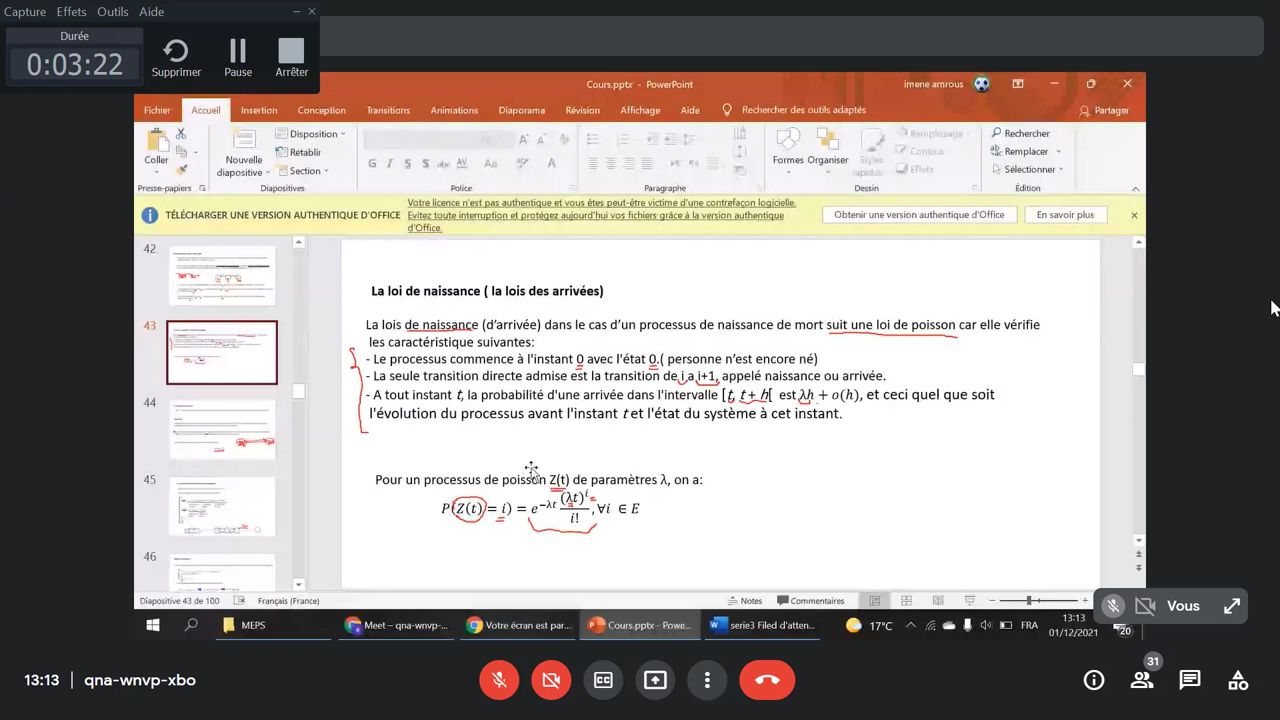 Capture Effets Outils Aide
Durée
0:03:22
Supprimer Pause Arrêter
Cours.pptx - PowerPoint
imene amrous
Fichier Accueil Insertion Conception Transitions Animations Diaporama Révision Affichage Aide Rechercher des outils adaptés Partager
Coller
Nouvelle diapositive
Disposition
Rétablir
Section
G I S S abc AV Aa A
Formes Organiser Styles rapides
Remplissage
Contour
Effets
Rechercher
Remplacer
Sélectionner
Presse-papiers Diapositives Police Paragraphe Dessin Édition
TÉLÉCHARGER UNE VERSION AUTHENTIQUE D'OFFICE
Votre licence n'est pas authentique et vous êtes peut-être victime d'une contrefaçon logicielle.
Evitez toute interruption et protégez aujourd'hui vos fichiers grâce à la version authentique
d'Office.
Obtenir une version authentique d'Office
En savoir plus
42
43
44
45
46
La loi de naissance ( la lois des arrivées)
La lois de naissance (d'arrivée) dans le cas d'un processus de naissance de mort suit une loi de poisson car elle vérifie
les caractéristique suivantes:
- Le processus commence à l'instant 0 avec l'état 0.( personne n'est encore né)
- La seule transition directe admise est la transition de i a i+1, appelé naissance ou arrivée.
- A tout instant t, la probabilité d'une arrivée dans l'intervalle [t, t + h[ est λh + o(h), et ceci quel que soit
l'évolution du processus avant l'instant t et l'état du système à cet instant.
Pour un processus de poisson Z(t) de paramètres λ, on a:
P(Z(t) = i) = e^{-λt} (λt)^i / i! , ∀i ∈ E
Diapositive 43 de 100 Français (France) Notes Commentaires
Vous
MEPS
Meet – qna-wnvp-...
Votre écran est par...
Cours.pptx - Powe...
serie3 Filed d'atten...
17°C
FRA
13:13
01/12/2021
20
13:13 qna-wnvp-xbo
31